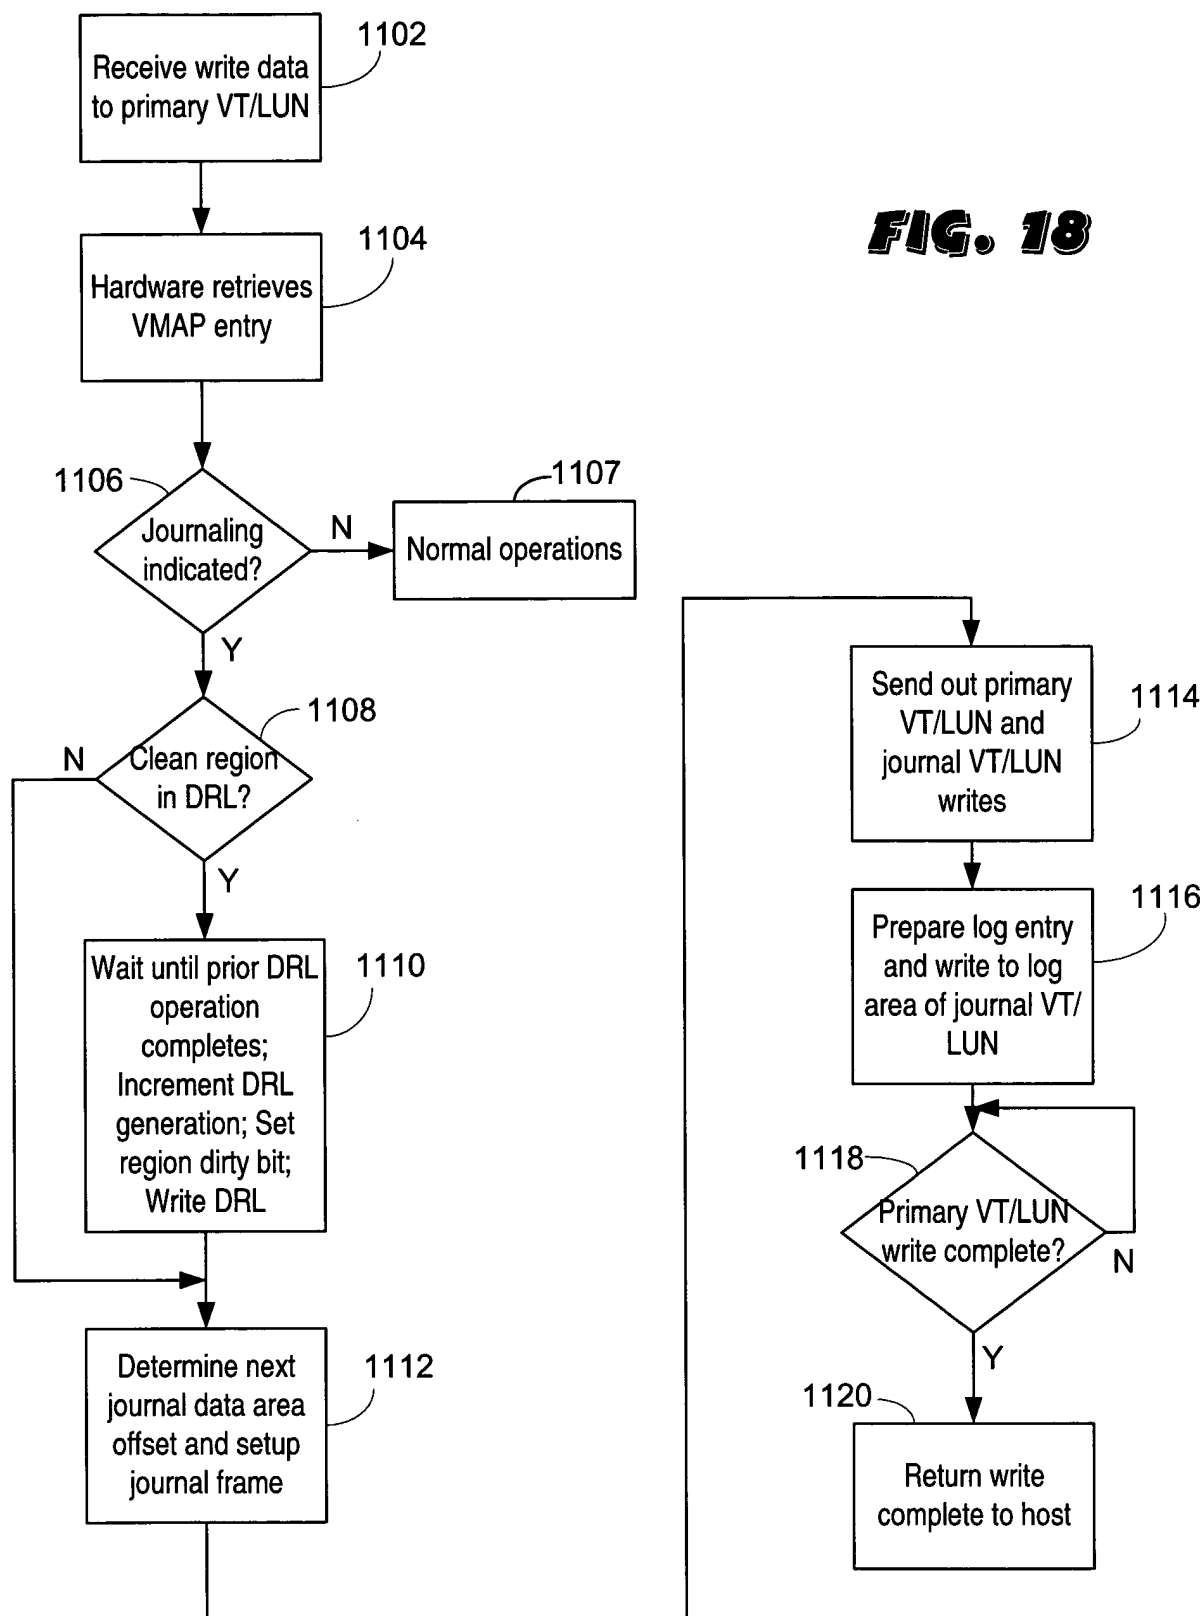 1102
Receive write data
to primary VT/LUN
FIG. 18
1104
Hardware retrieves
VMAP entry
1106
Journaling
indicated?
N
1107
Normal operations
Y
1108
Clean region
in DRL?
N
Y
1110
Wait until prior DRL
operation
completes;
Increment DRL
generation; Set
region dirty bit;
Write DRL
1112
Determine next
journal data area
offset and setup
journal frame
1114
Send out primary
VT/LUN and
journal VT/LUN
writes
1116
Prepare log entry
and write to log
area of journal VT/
LUN
1118
Primary VT/LUN
write complete?
N
Y
1120
Return write
complete to host